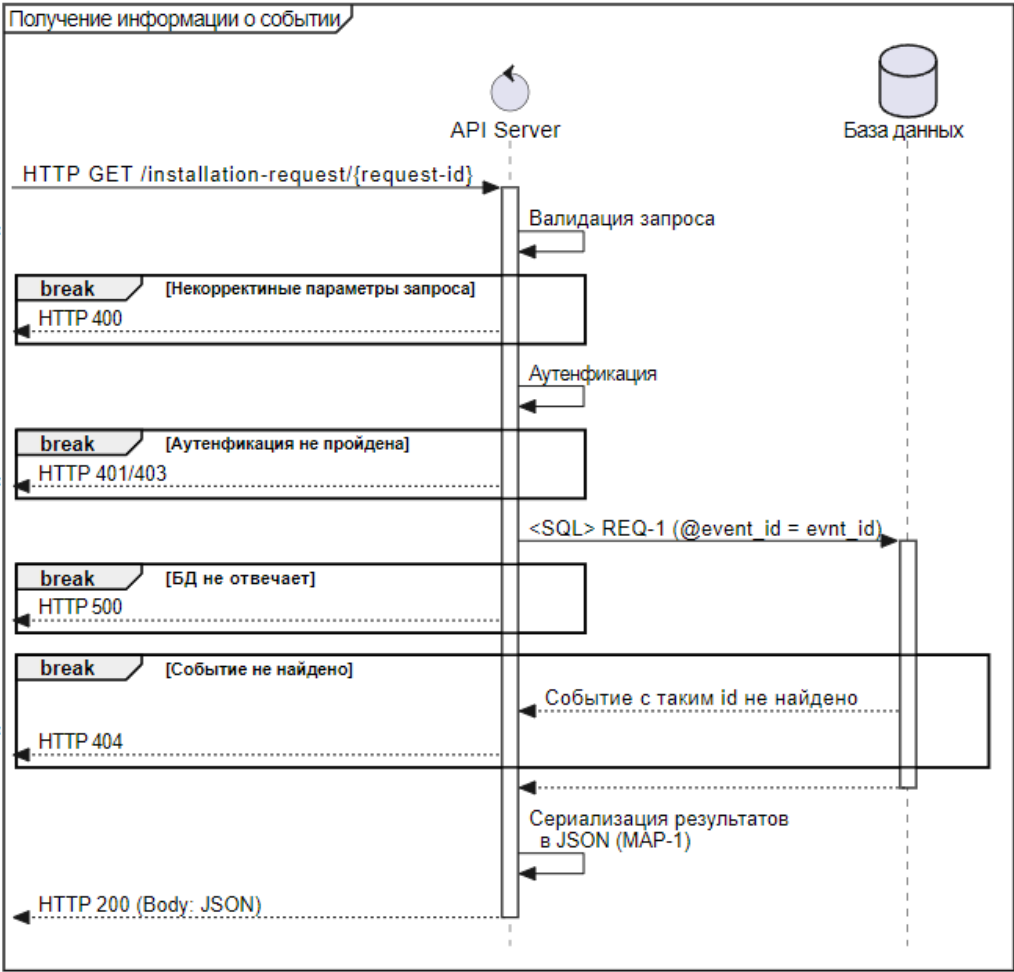 Получение информации о событии
API Server
База данных
HTTP GET /installation-request/{request-id}
Валидация запроса
break [Некорректиные параметры запроса]
HTTP 400
Аутенфикация
break [Аутенфикация не пройдена]
HTTP 401/403
<SQL> REQ-1 (@event_id = evnt_id)
break [БД не отвечает]
HTTP 500
break [Событие не найдено]
Событие с таким id не найдено
HTTP 404
Сериализация результатов
в JSON (MAP-1)
HTTP 200 (Body: JSON)